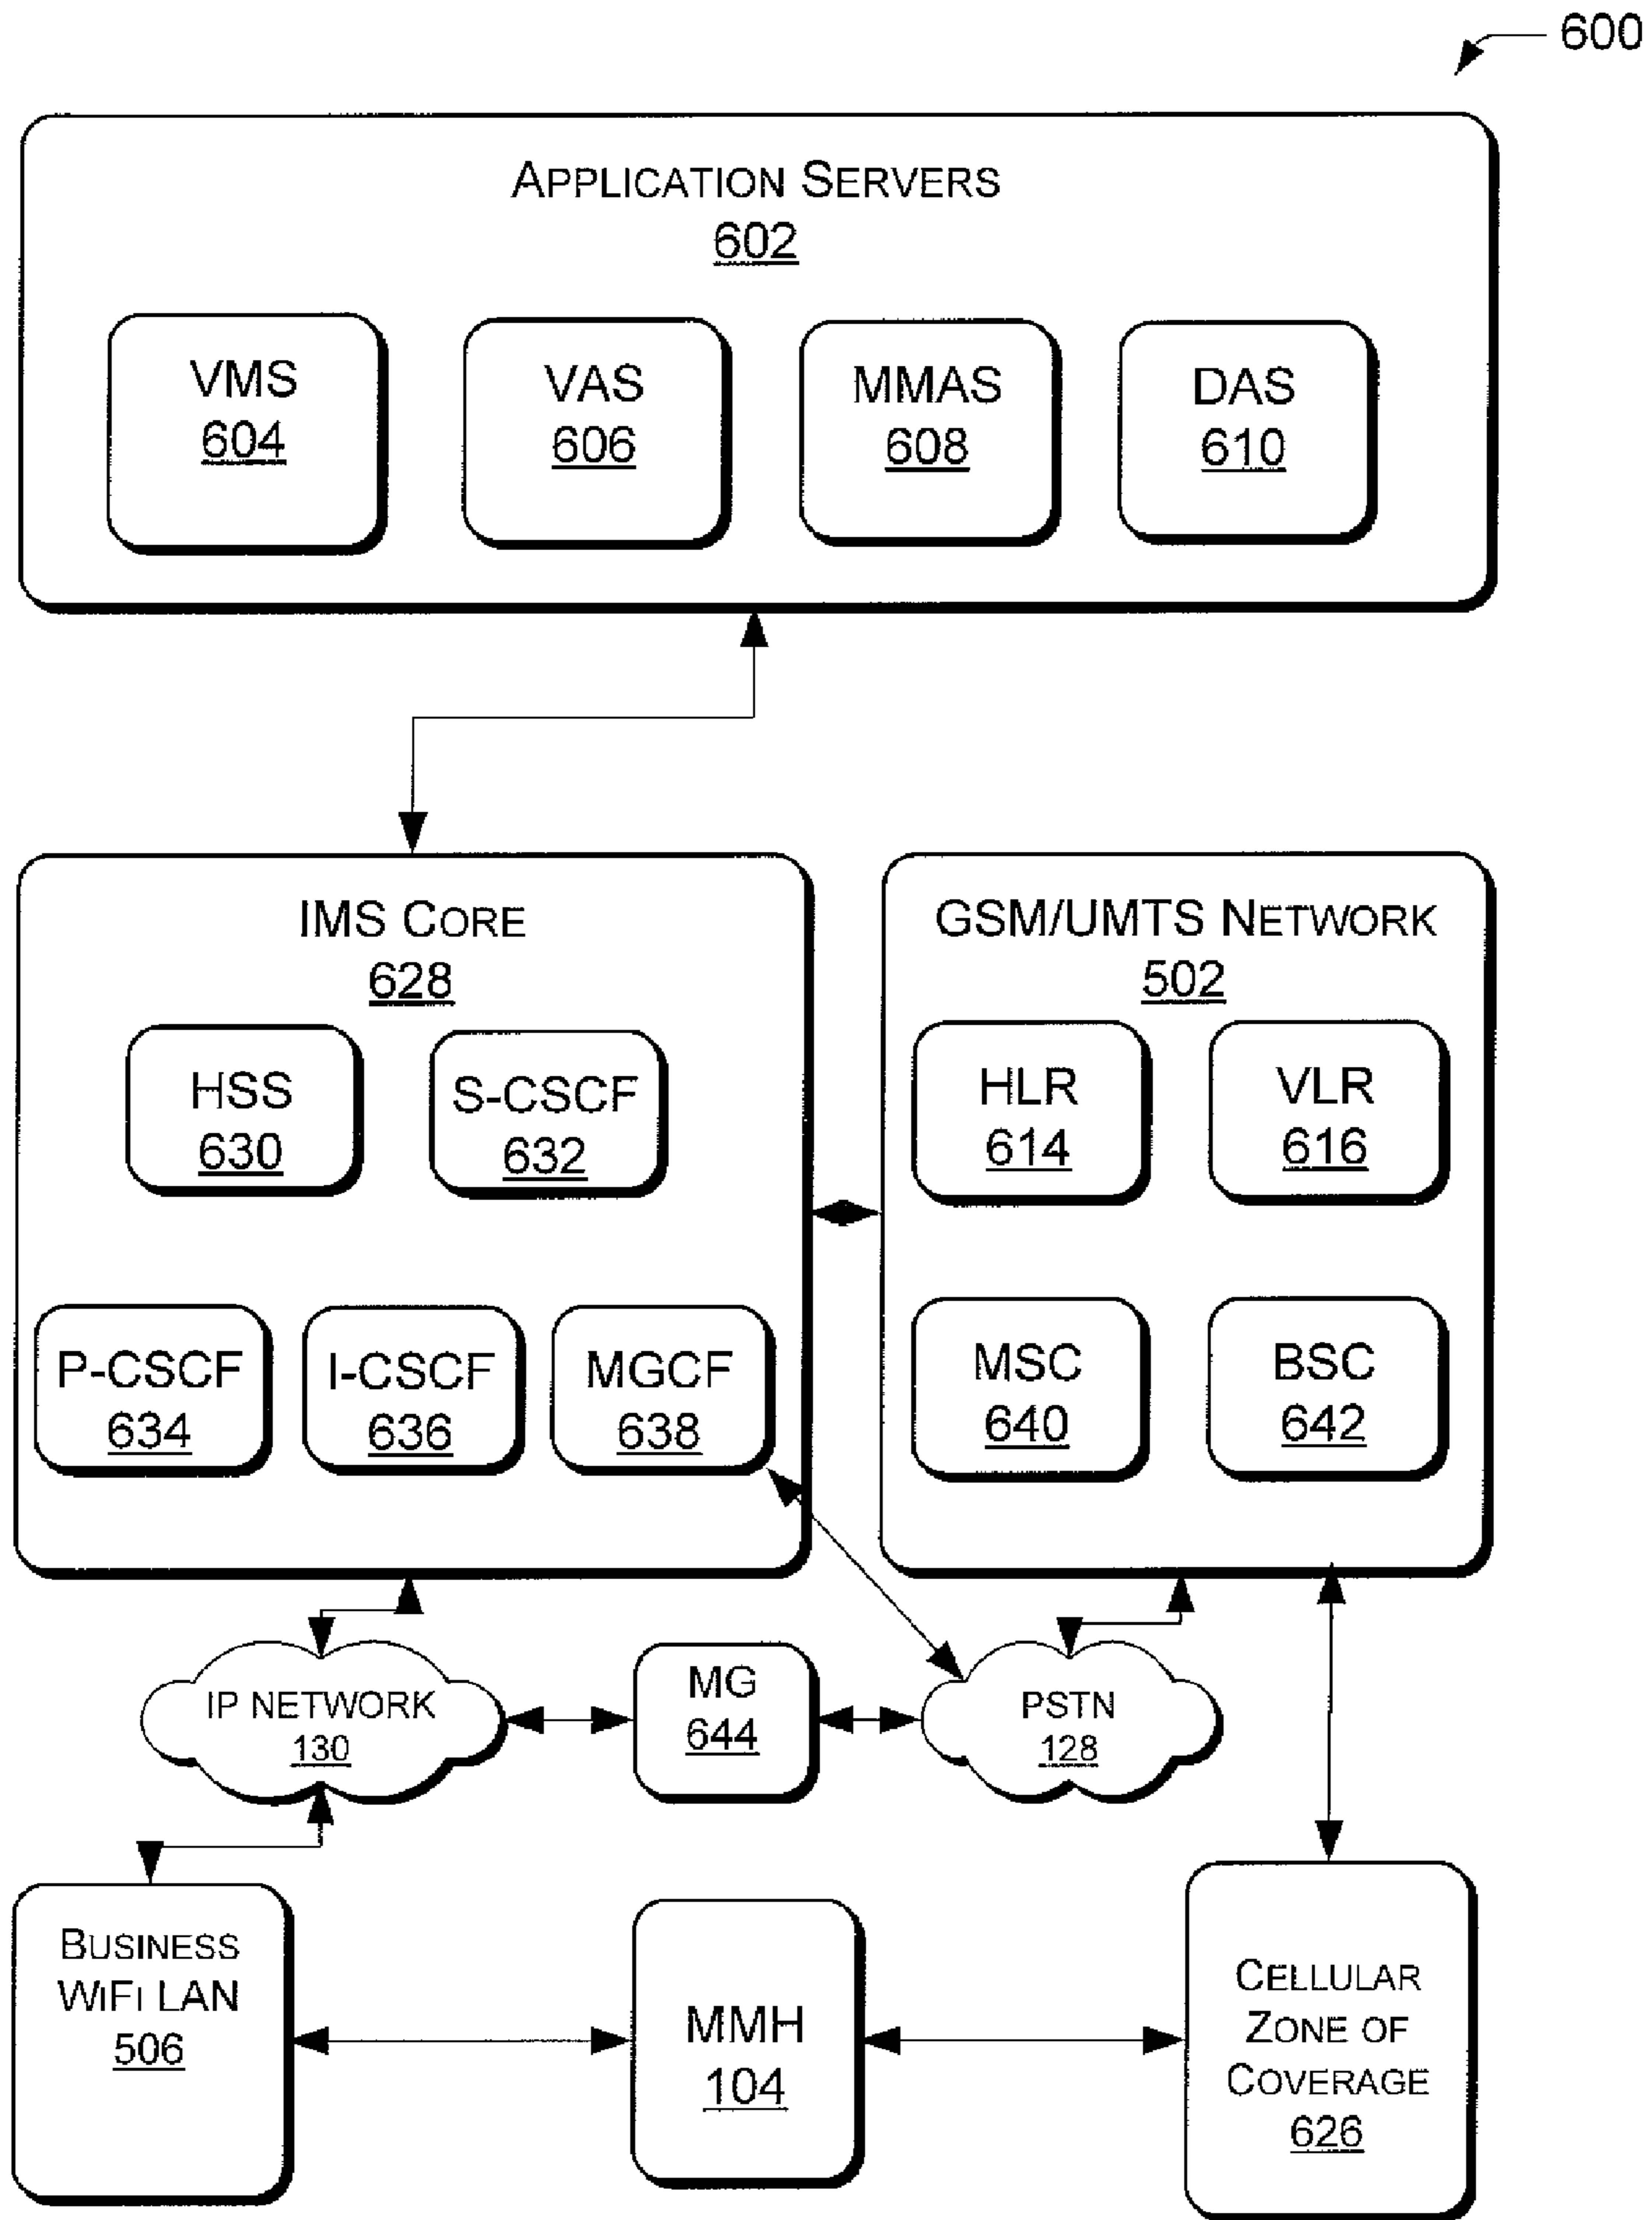 600
APPLICATION SERVERS
602
VMS
604
VAS
606
MMAS
608
DAS
610
IMS CORE
628
HSS
630
S-CSCF
632
P-CSCF
634
I-CSCF
636
MGCF
638
GSM/UMTS NETWORK
502
HLR
614
VLR
616
MSC
640
BSC
642
IP NETWORK
130
MG
644
PSTN
128
BUSINESS
WIFI LAN
506
MMH
104
CELLULAR
ZONE OF
COVERAGE
626